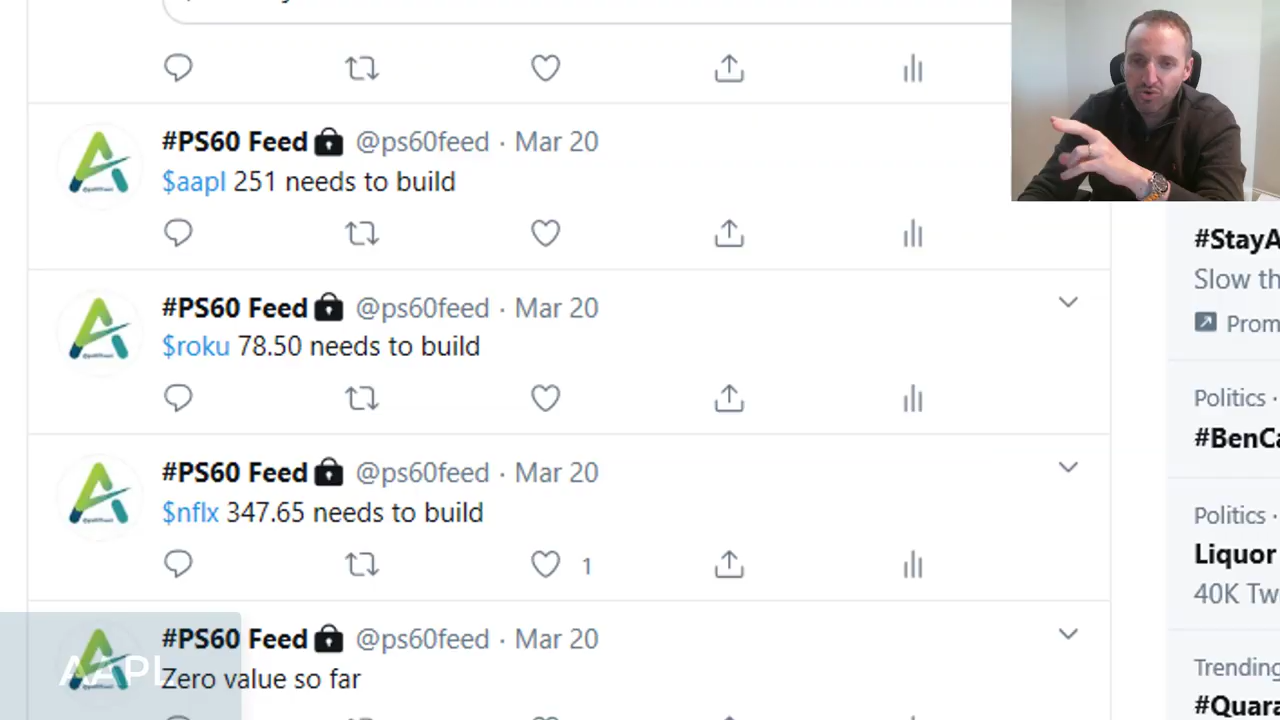 #PS60 Feed @ps60feed · Mar 20
$aapl 251 needs to build
#PS60 Feed @ps60feed · Mar 20
$roku 78.50 needs to build
#PS60 Feed @ps60feed · Mar 20
$nflx 347.65 needs to build
1
#PS60 Feed @ps60feed · Mar 20
Zero value so far
AAPL
#StayA
Slow th
Prom
Politics ·
#BenCa
Politics ·
Liquor
40K Tw
Trending
#Quara